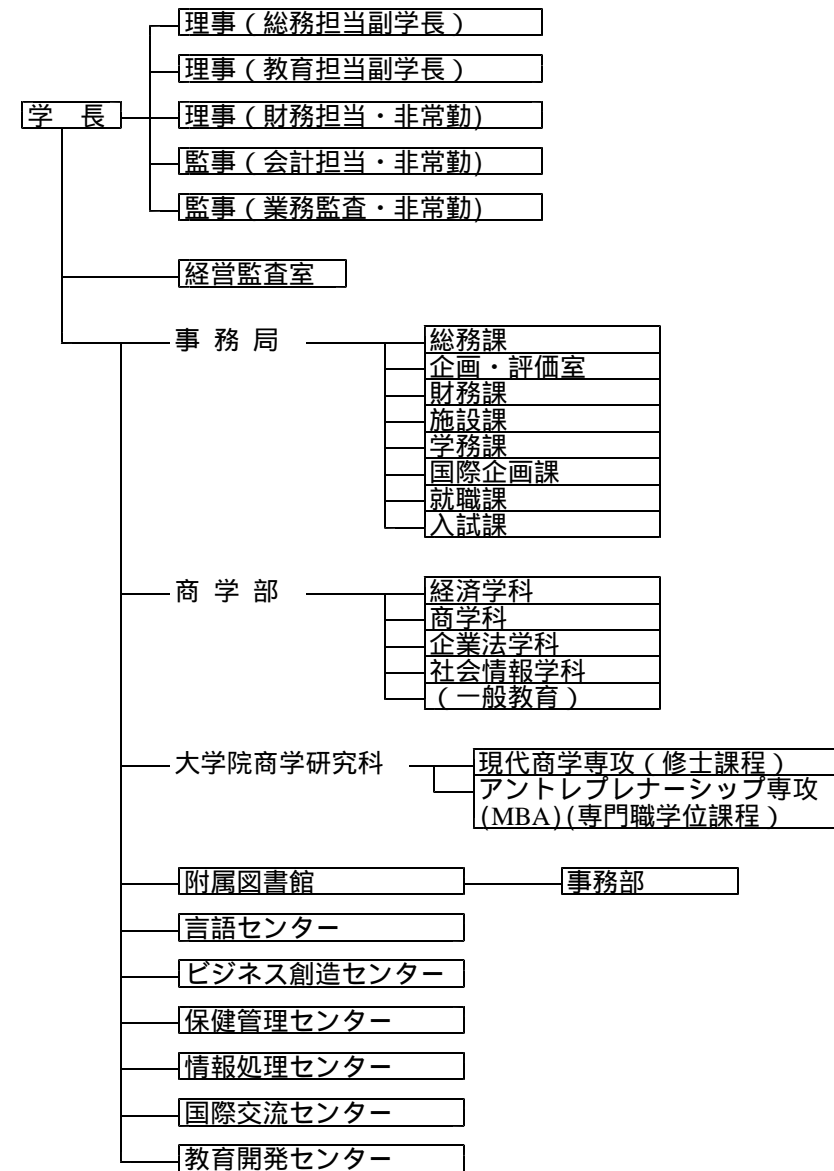 理事（総務担当副学長）
理事（教育担当副学長）
学　長
理事（財務担当・非常勤)
監事（会計担当・非常勤)
監事（業務監査・非常勤)
経営監査室
事 務 局
総務課
企画・評価室
財務課
施設課
学務課
国際企画課
就職課
入試課
商 学 部
経済学科
商学科
企業法学科
社会情報学科
（一般教育）
大学院商学研究科
現代商学専攻（修士課程）
アントレプレナーシップ専攻
(MBA)(専門職学位課程）
附属図書館
事務部
言語センター
ビジネス創造センター
保健管理センター
情報処理センター
国際交流センター
教育開発センター